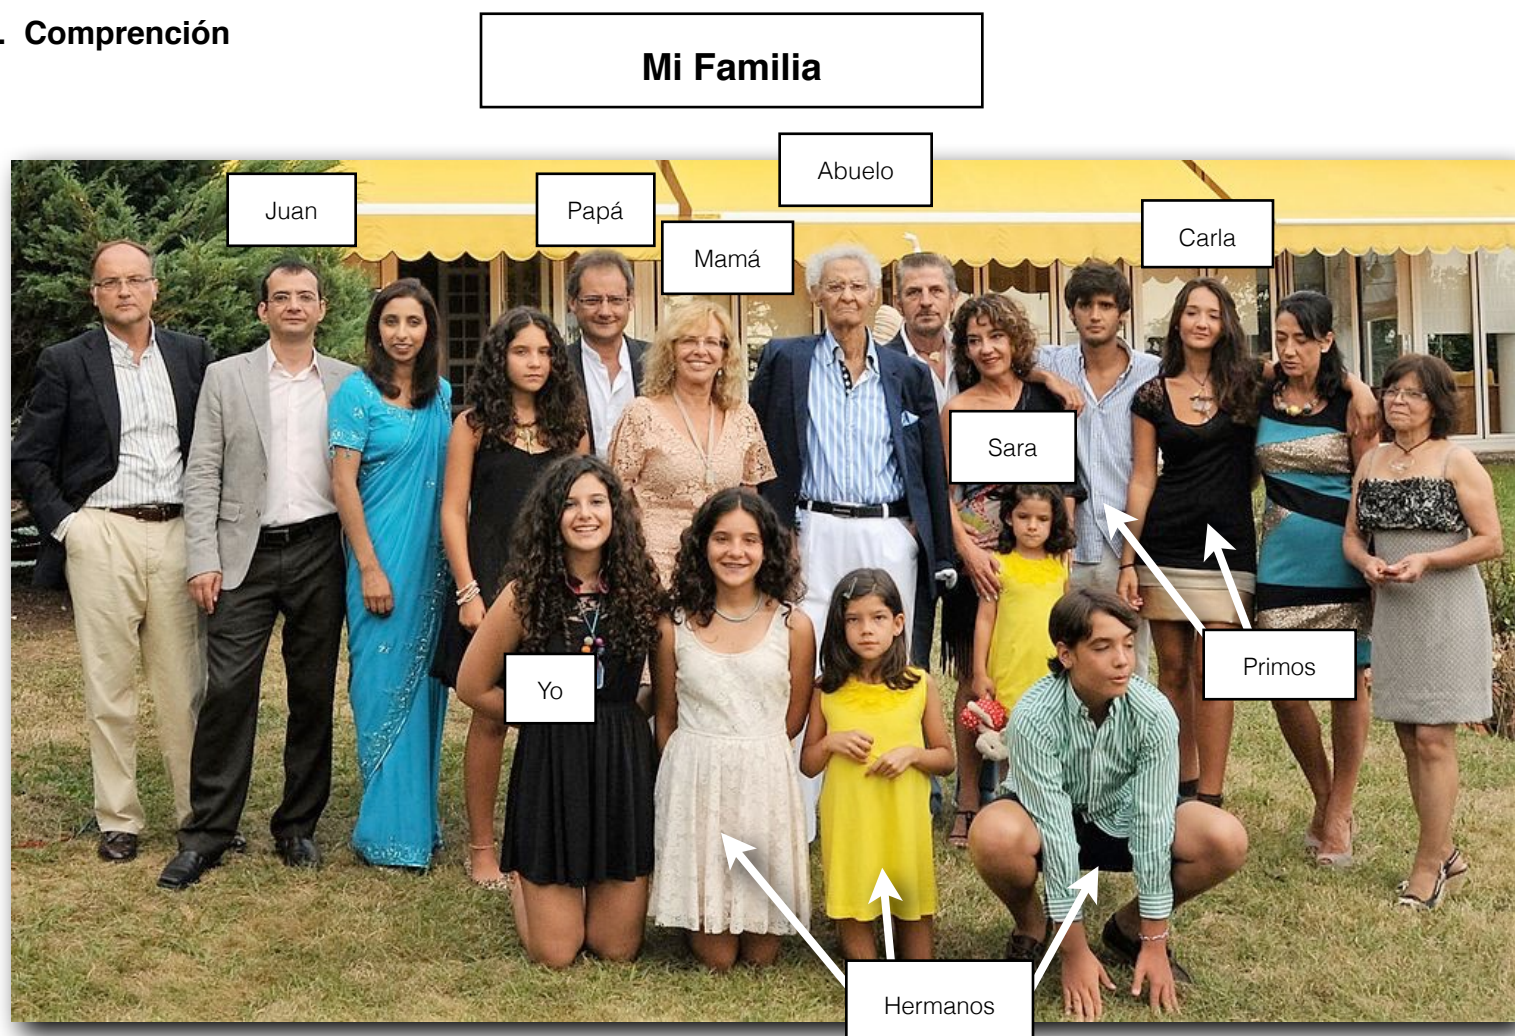 . Comprención
Mi Familia
Abuelo
Juan
Papá
Carla
Mamá
Sara
Primos
Yo
Hermanos